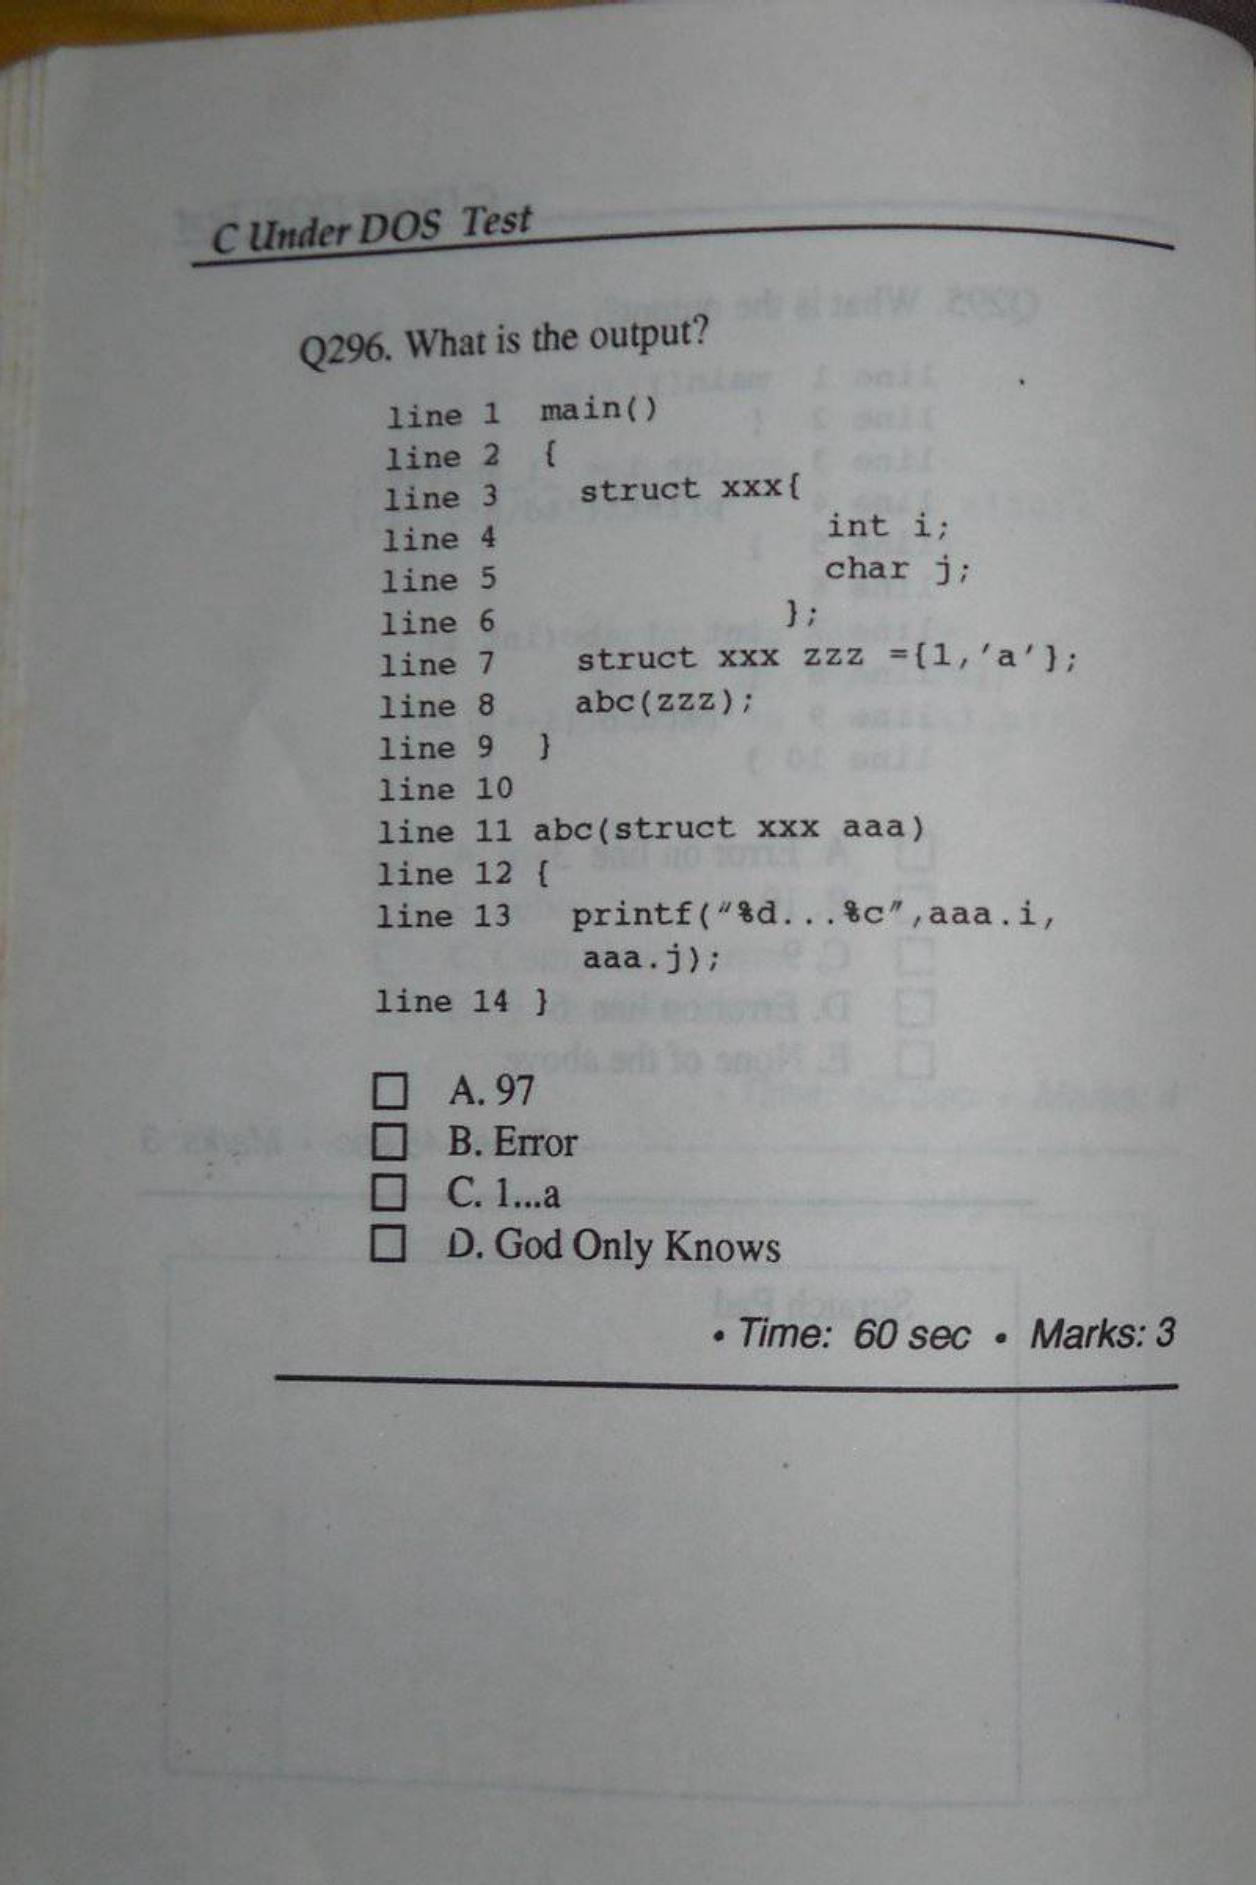 C Under DOS Test
Q296. What is the output?
line 1 main()
line 2 {
line 3 struct xxx{
line 4 int i;
line 5 char j;
line 6 };
line 7 struct xxx zzz ={1,'a'};
line 8 abc(zzz);
line 9 }
line 10
line 11 abc(struct xxx aaa)
line 12 {
line 13 printf("%d...%c",aaa.i,
aaa.j);
line 14 }
A. 97
B. Error
C. 1...a
D. God Only Knows
• Time: 60 sec • Marks: 3